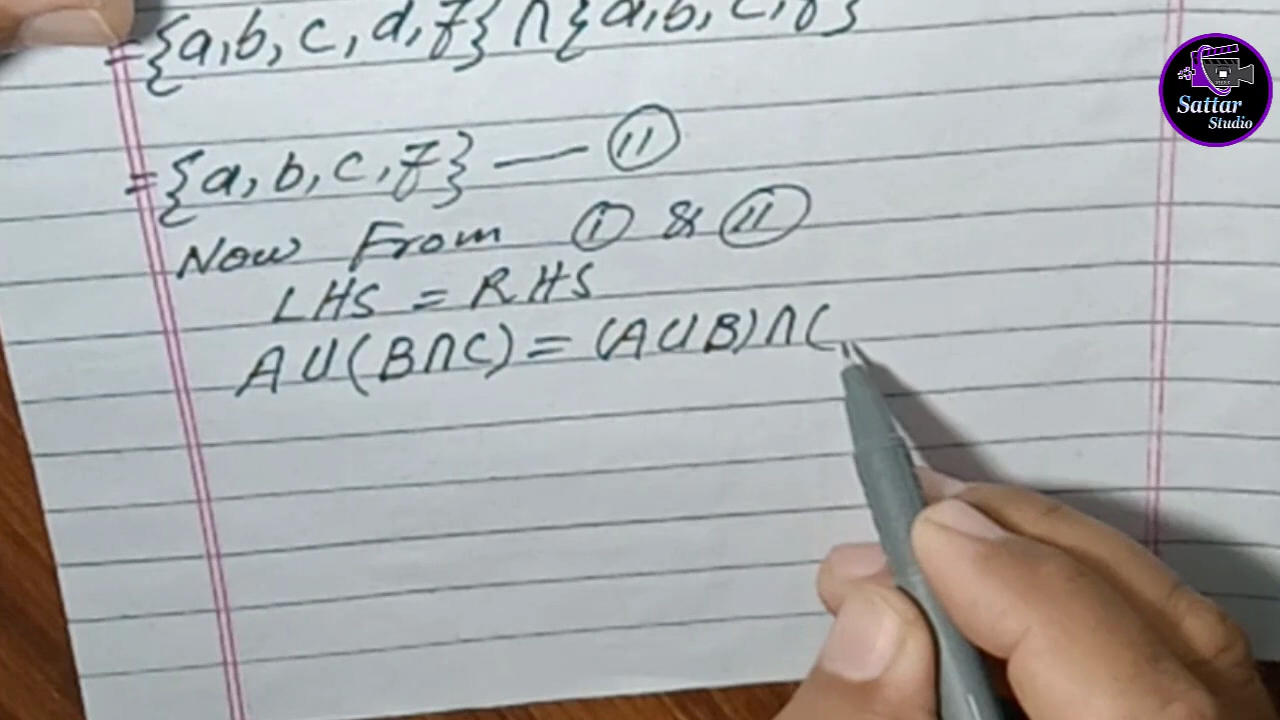 ={a,b,c,d,f}∩{a,b,c,f}
={a,b,c,f} — (ii)
Now From (i) & (ii)
LHS = RHS
A∪(B∩C) = (A∪B)∩(
Sattar
Studio